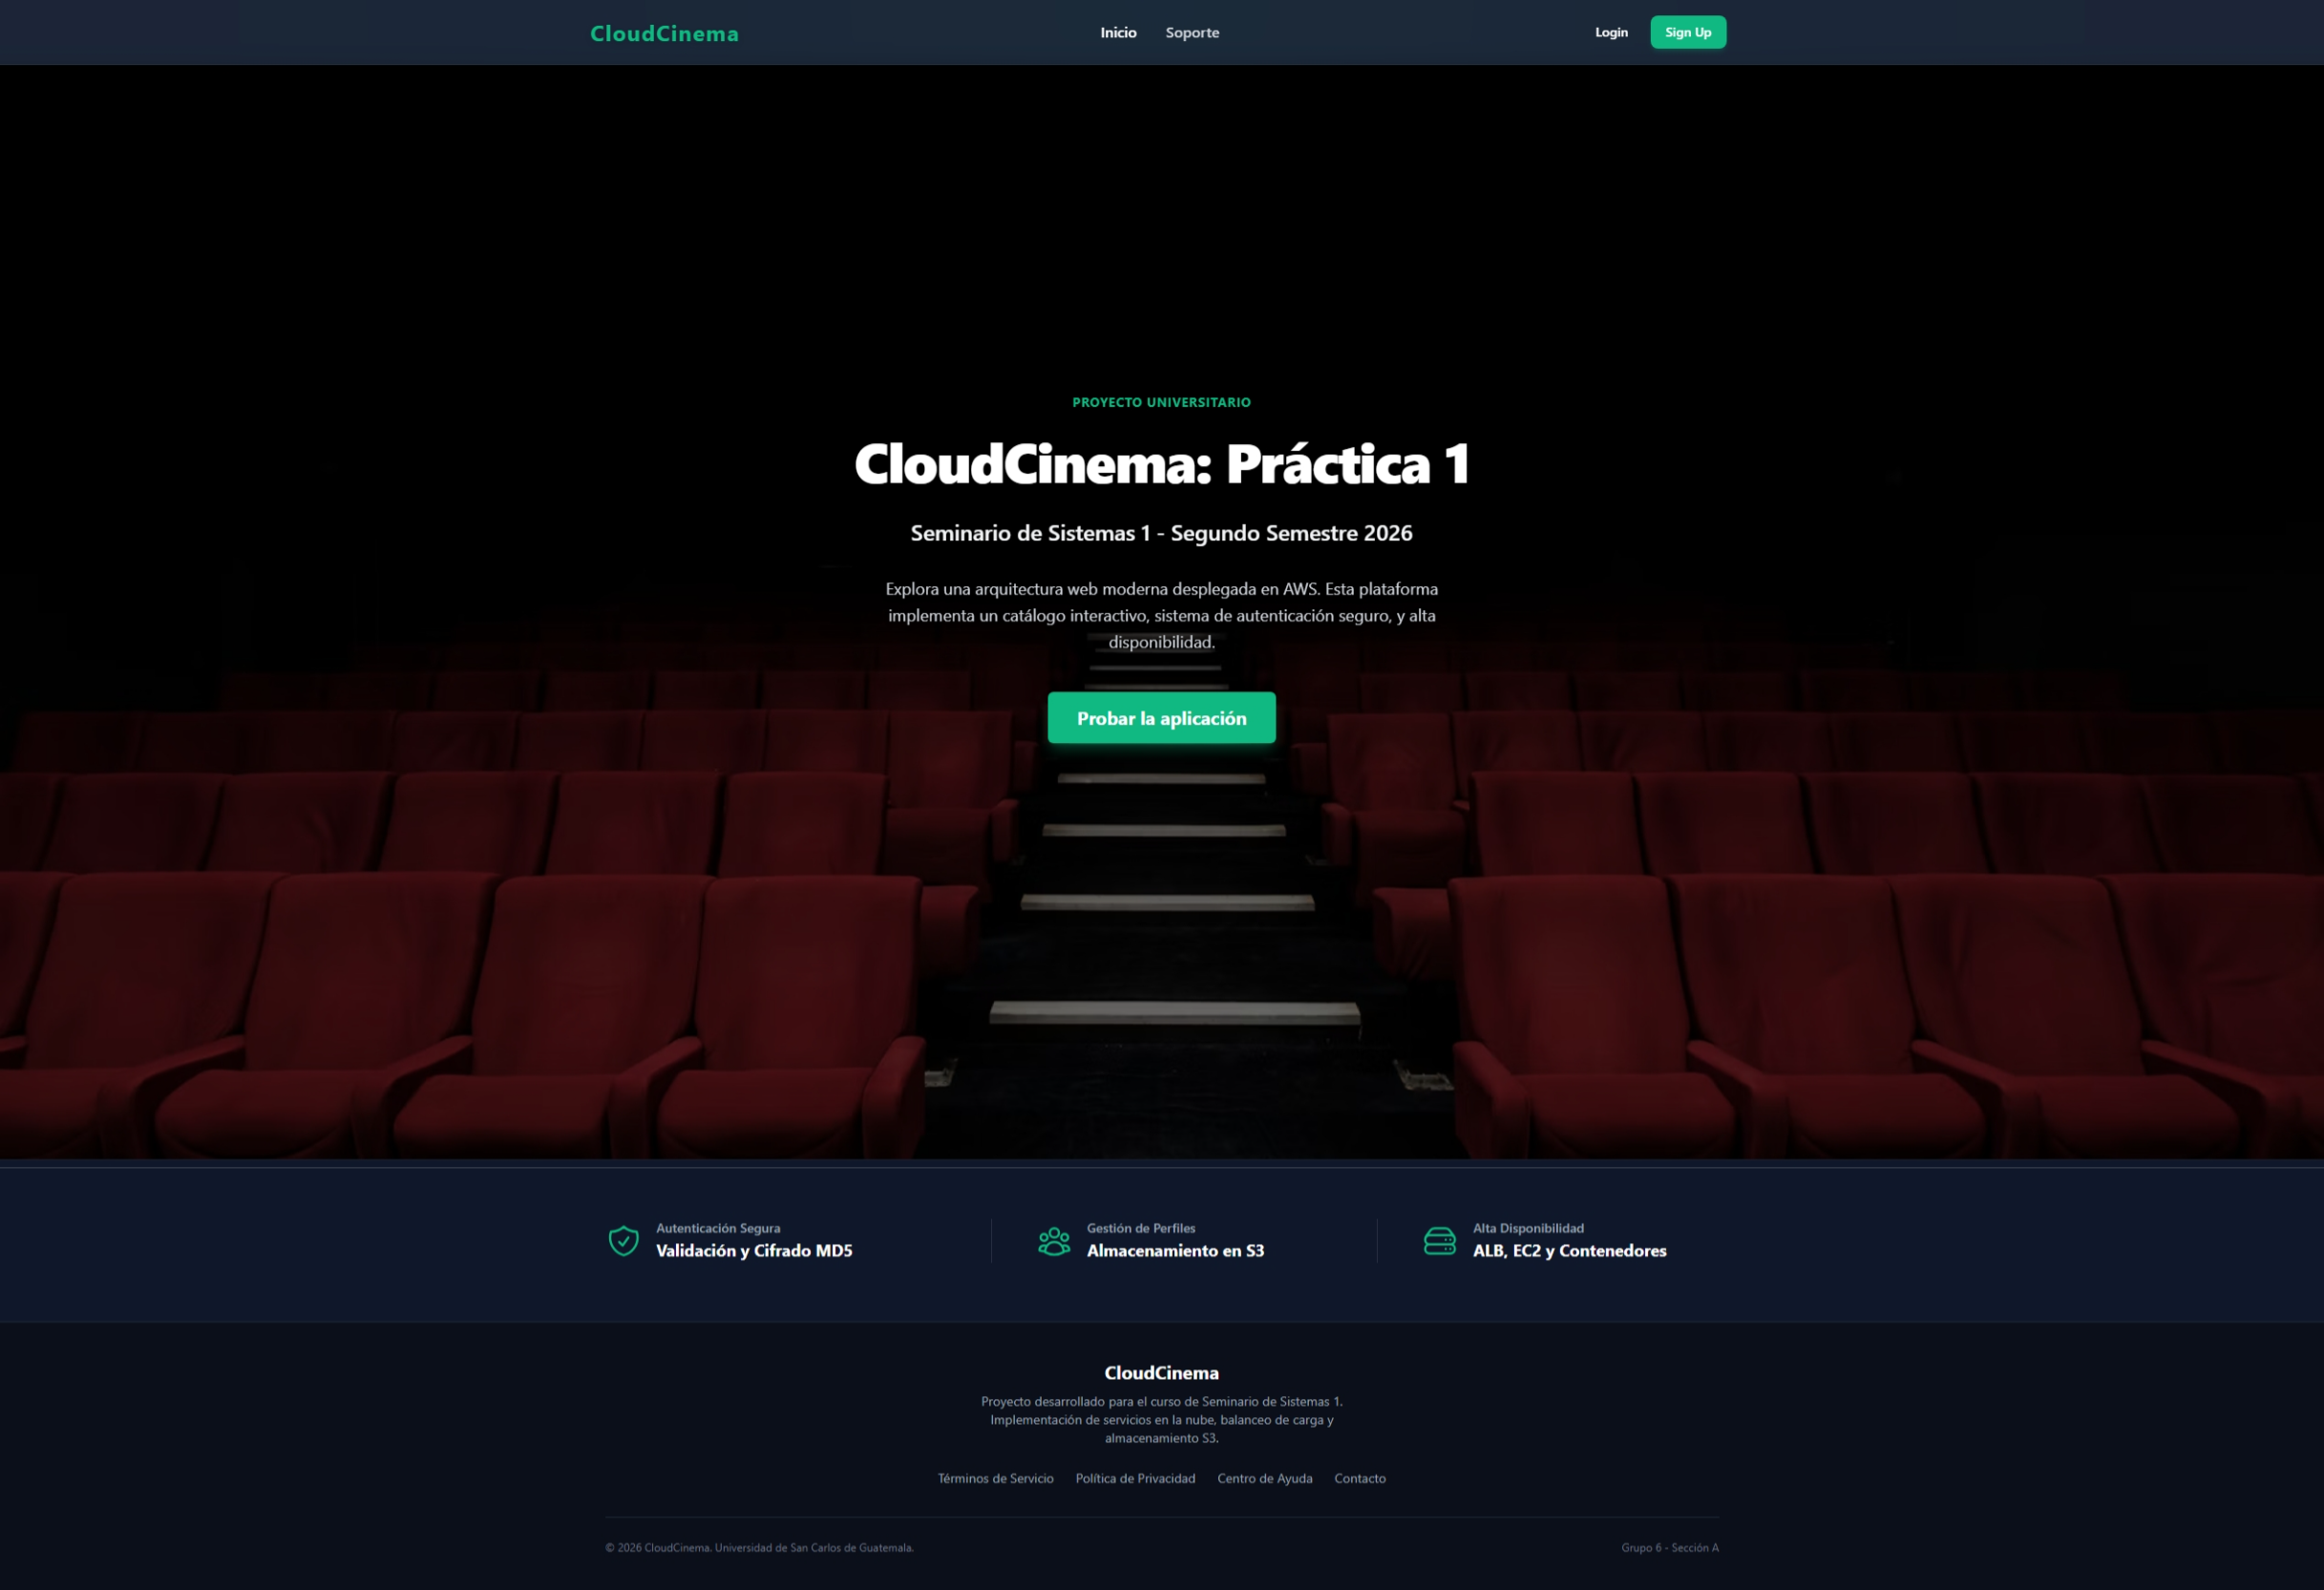 CloudCinema
Inicio
Soporte
Login
Sign Up
PROYECTO UNIVERSITARIO
CloudCinema: Práctica 1
Seminario de Sistemas 1 - Segundo Semestre 2026
Explora una arquitectura web moderna desplegada en AWS. Esta plataforma
implementa un catálogo interactivo, sistema de autenticación seguro, y alta
disponibilidad.
Probar la aplicación
Autenticación Segura
Validación y Cifrado MD5
Gestión de Perfiles
Almacenamiento en S3
Alta Disponibilidad
ALB, EC2 y Contenedores
CloudCinema
Proyecto desarrollado para el curso de Seminario de Sistemas 1.
Implementación de servicios en la nube, balanceo de carga y
almacenamiento S3.
Términos de Servicio
Política de Privacidad
Centro de Ayuda
Contacto
© 2026 CloudCinema. Universidad de San Carlos de Guatemala.
Grupo 6 - Sección A